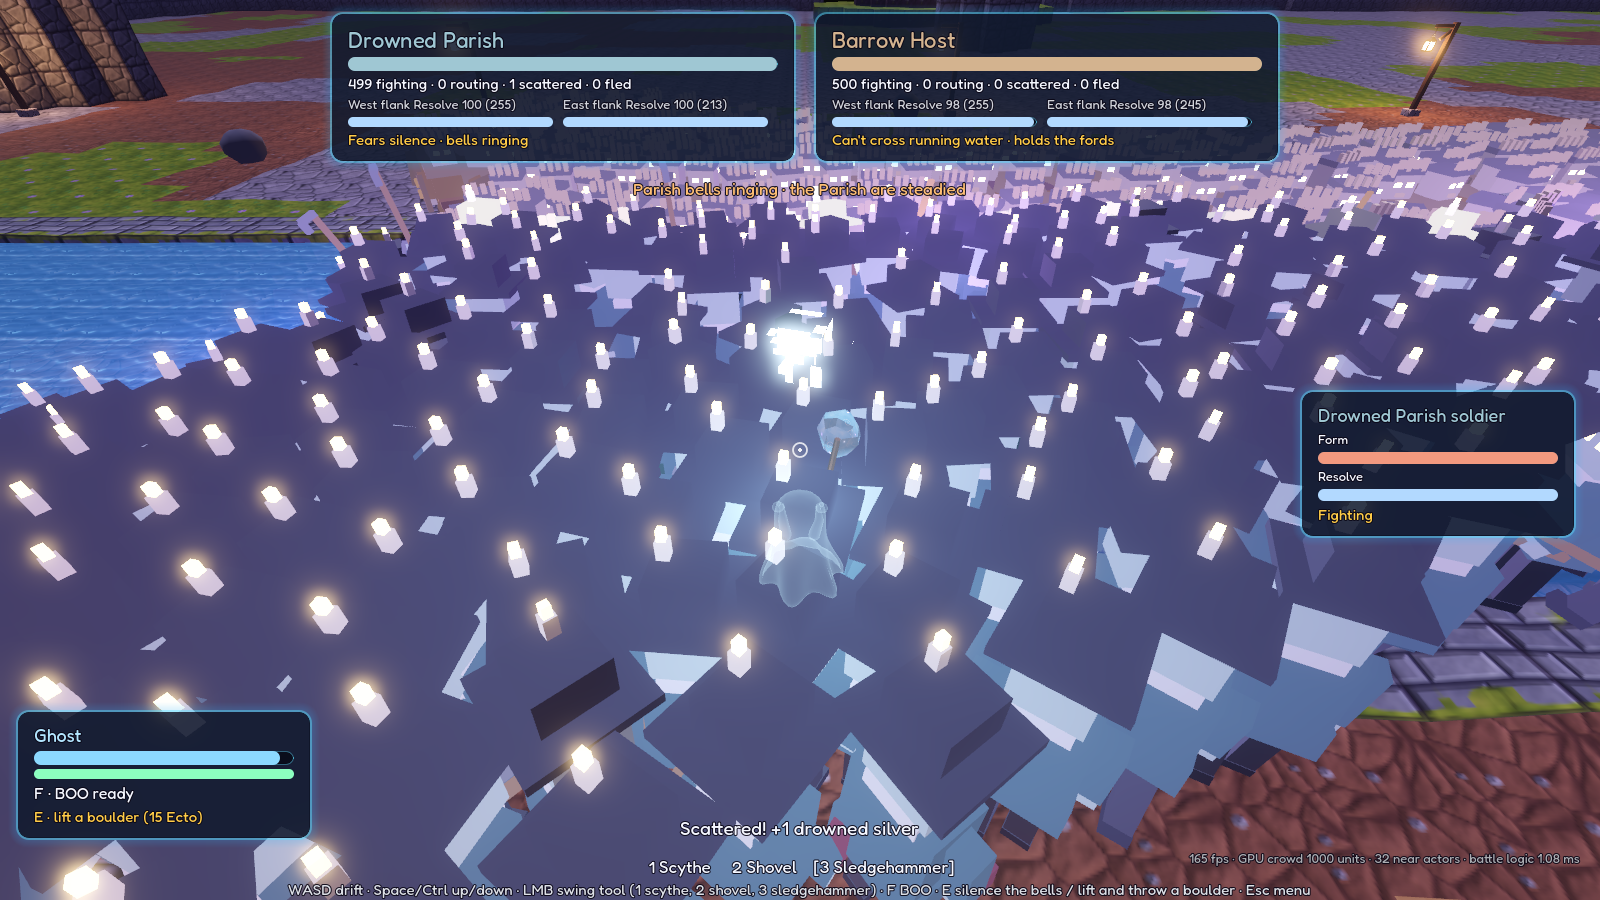 Drowned Parish
499 fighting · 0 routing · 1 scattered · 0 fled
West flank Resolve 100 (255)
East flank Resolve 100 (213)
Fears silence · bells ringing
Barrow Host
500 fighting · 0 routing · 0 scattered · 0 fled
West flank Resolve 98 (255)
East flank Resolve 98 (245)
Can't cross running water · holds the fords
Parish bells ringing · the Parish are steadied
Drowned Parish soldier
Form
Resolve
Fighting
Ghost
F · BOO ready
E · lift a boulder (15 Ecto)
Scattered! +1 drowned silver
1 Scythe 2 Shovel [3 Sledgehammer]
165 fps · GPU crowd 1000 units · 32 near actors · battle logic 1.08 ms
WASD drift · Space/Ctrl up/down · LMB swing tool (1 scythe, 2 shovel, 3 sledgehammer) · F BOO · E silence the bells / lift and throw a boulder · Esc menu